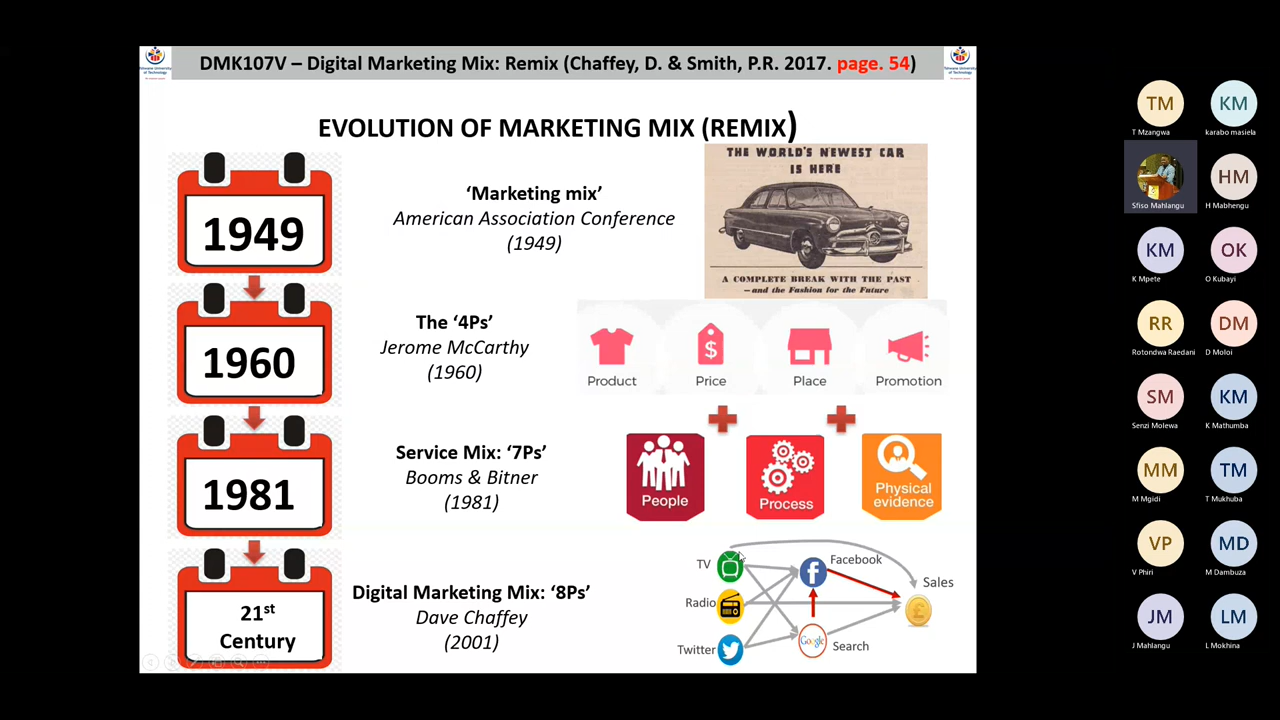 DMK107V – Digital Marketing Mix: Remix (Chaffey, D. & Smith, P.R. 2017. page. 54)
EVOLUTION OF MARKETING MIX (REMIX)
1949
'Marketing mix'
American Association Conference
(1949)
THE WORLD'S NEWEST CAR
IS HERE
A COMPLETE BREAK WITH THE PAST
—and the Fashion for the Future
1960
The '4Ps'
Jerome McCarthy
(1960)
Product
Price
Place
Promotion
1981
Service Mix: '7Ps'
Booms & Bitner
(1981)
People
Process
Physical
evidence
21st
Century
Digital Marketing Mix: '8Ps'
Dave Chaffey
(2001)
TV
Radio
Twitter
Facebook
Google
Search
Sales
TM
T Mzangwa
KM
karabo masiela
Sfiso Mahlangu
HM
H Mabhengu
KM
K Mpete
OK
O Kubayi
RR
Rotondwa Raedani
DM
D Moloi
SM
Senzi Molewa
KM
K Mathumba
MM
M Mgidi
TM
T Mukhuba
VP
V Phiri
MD
M Dambuza
JM
J Mahlangu
LM
L Mokhina